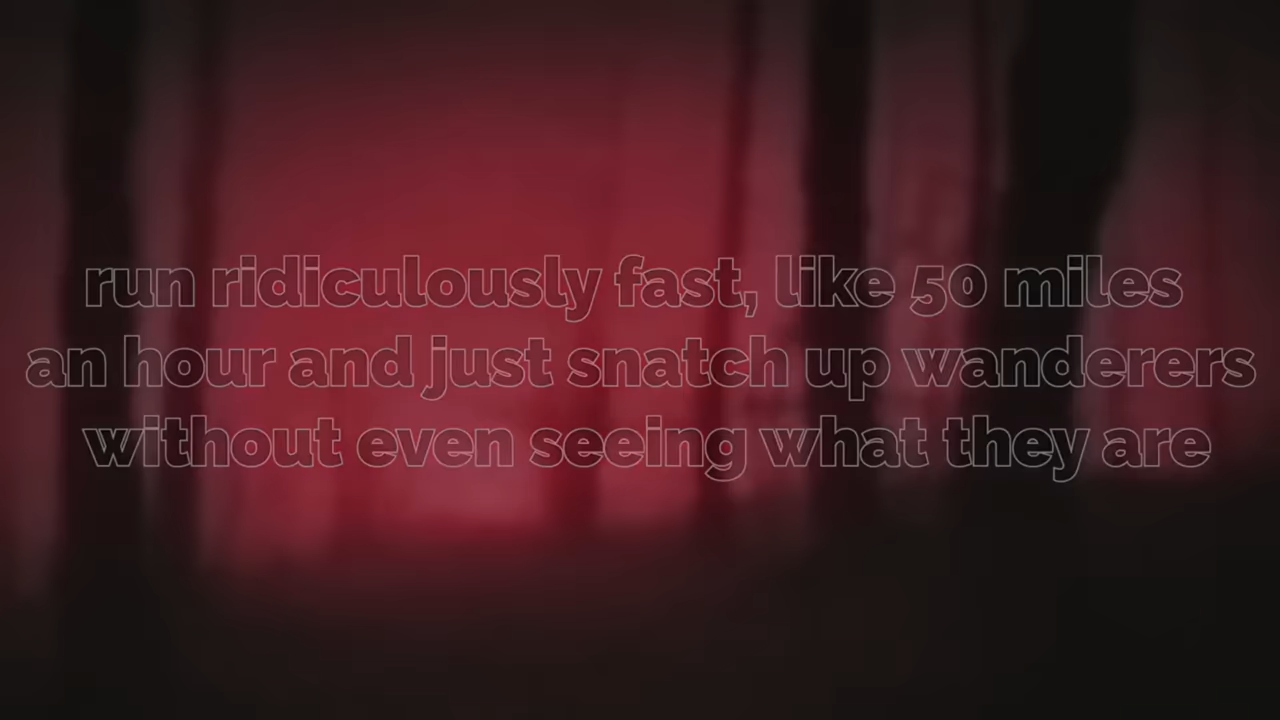 run ridiculously fast, like 50 miles
an hour and just snatch up wanderers
without even seeing what they are